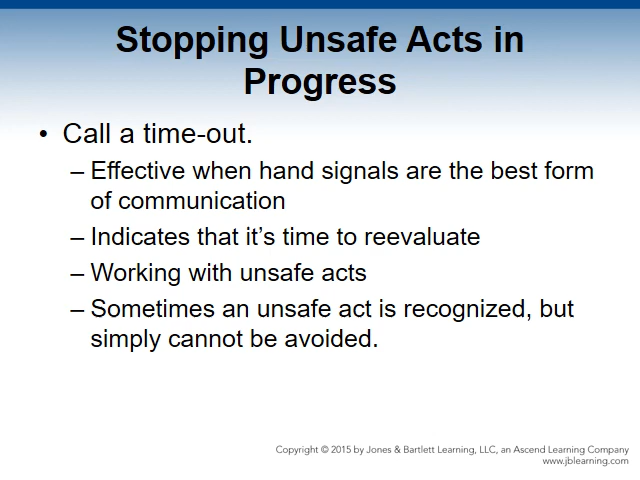 Stopping Unsafe Acts in
Progress
• Call a time-out.
– Effective when hand signals are the best form
of communication
– Indicates that it’s time to reevaluate
– Working with unsafe acts
– Sometimes an unsafe act is recognized, but
simply cannot be avoided.
Copyright © 2015 by Jones & Bartlett Learning, LLC, an Ascend Learning Company
www.jblearning.com